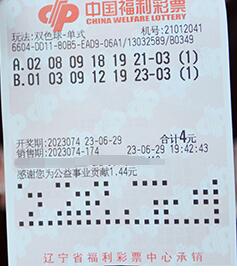 中国福利彩票
CHINA WELFARE LOTTERY
玩法:双色球-单式 机号:21012041
6604-DD11-80B5-EAD9-06A1/13032589/B0349
A.02 08 09 18 19 21-03 (1)
B.01 03 09 12 19 23-03 (1)
合计4元
开奖期:2023074 23-06-29
销售期:2023074-174 23-06-29 19:42:43
感谢您为公益事业贡献1.44元
辽宁省福利彩票中心承销